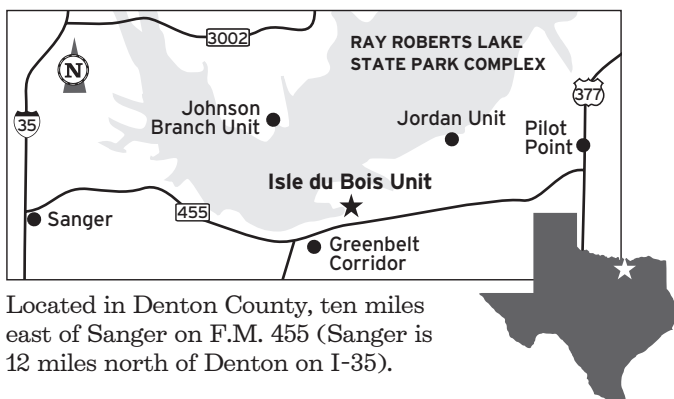 3002
RAY ROBERTS LAKE
STATE PARK COMPLEX
N
377
35
Johnson
Branch Unit
Jordan Unit
Pilot
Point
Isle du Bois Unit
455
Sanger
Greenbelt
Corridor
Located in Denton County, ten miles
east of Sanger on F.M. 455 (Sanger is
12 miles north of Denton on I-35).